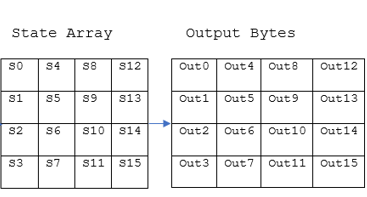 State Array Output Bytes
S0 S4 S8 S12 Out0 Out4 Out8 Out12
S1 S5 S9 S13 Out1 Out5 Out9 Out13
S2 S6 S10 S14 Out2 Out6 Out10 Out14
S3 S7 S11 S15 Out3 Out7 Out11 Out15